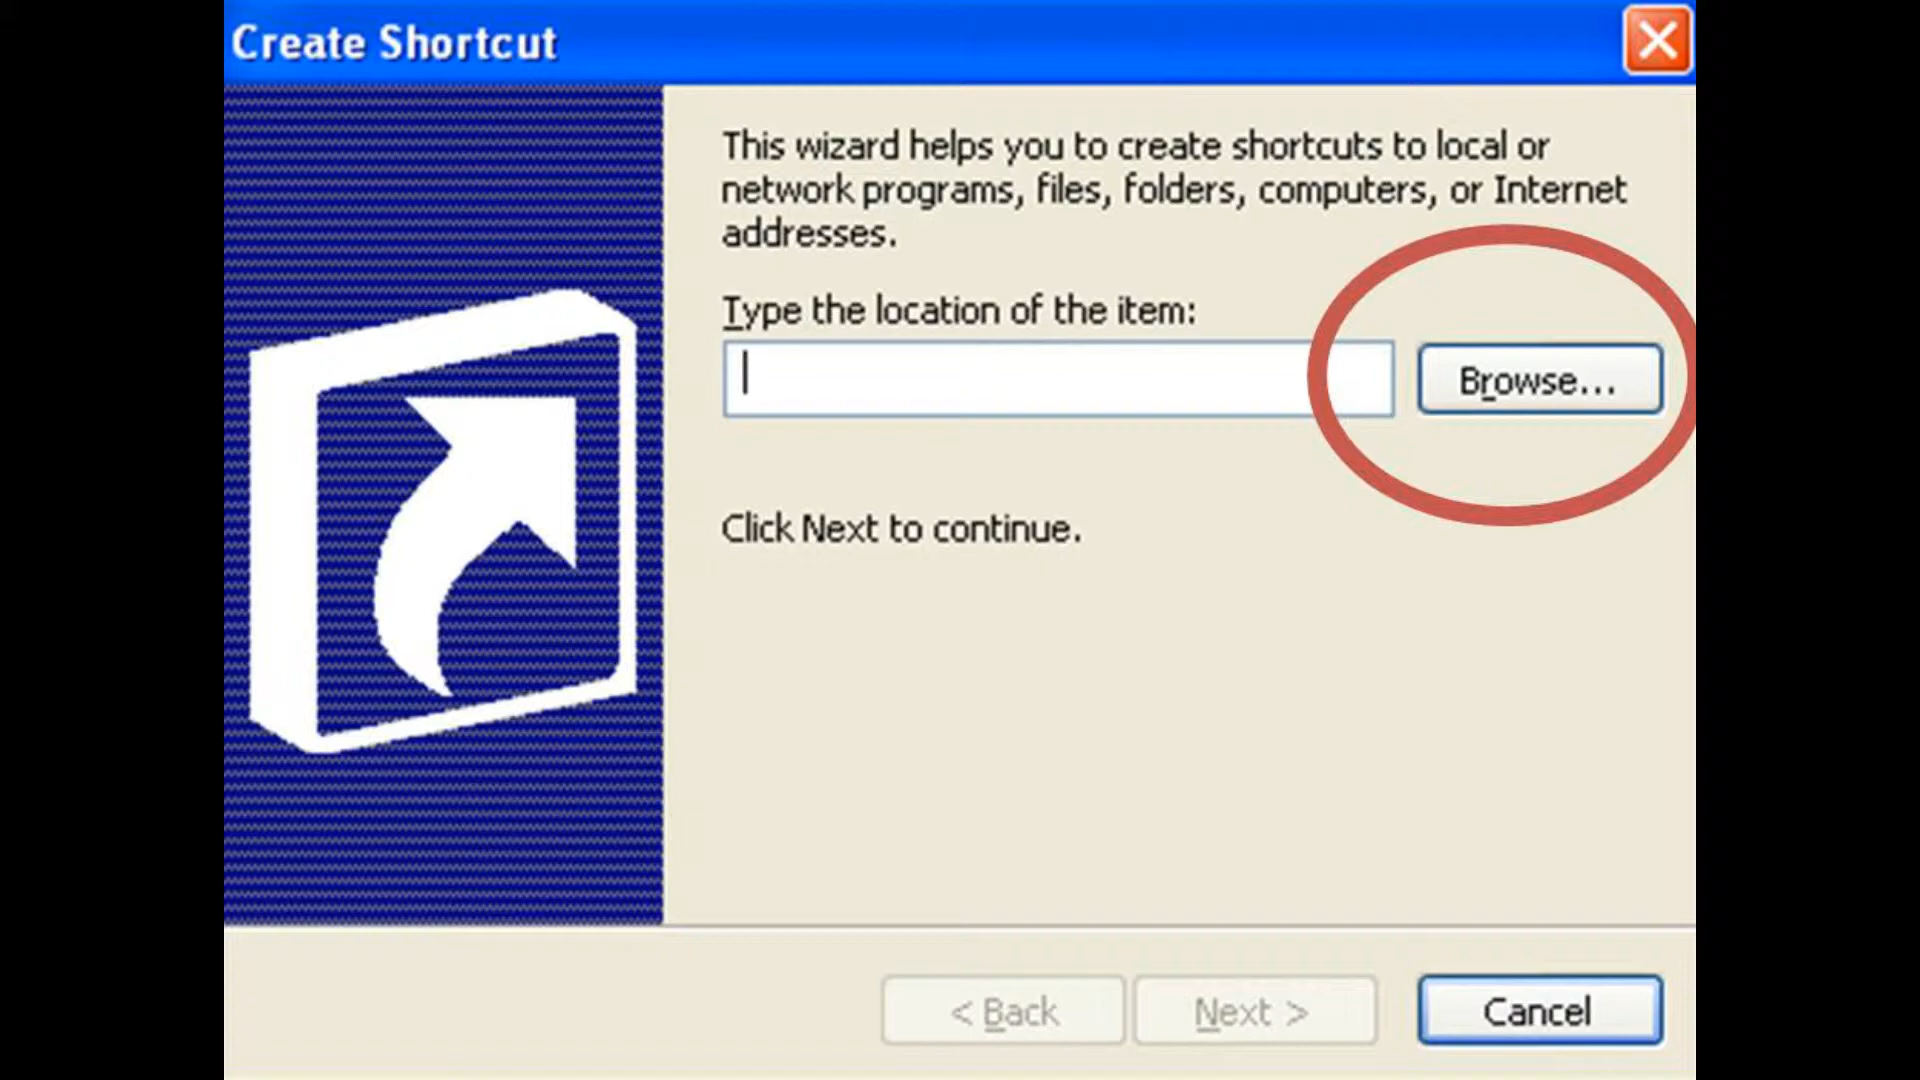 Create Shortcut
This wizard helps you to create shortcuts to local or
network programs, files, folders, computers, or Internet
addresses.
Type the location of the item:
Browse...
Click Next to continue.
< Back
Next >
Cancel